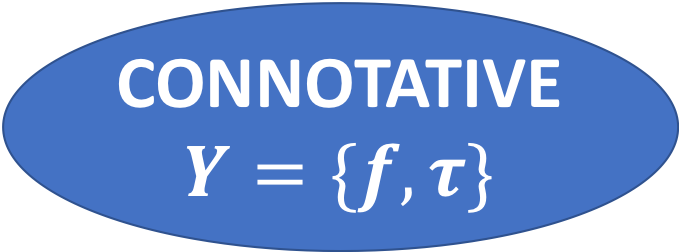 CONNOTATIVE
Y = {f, τ}